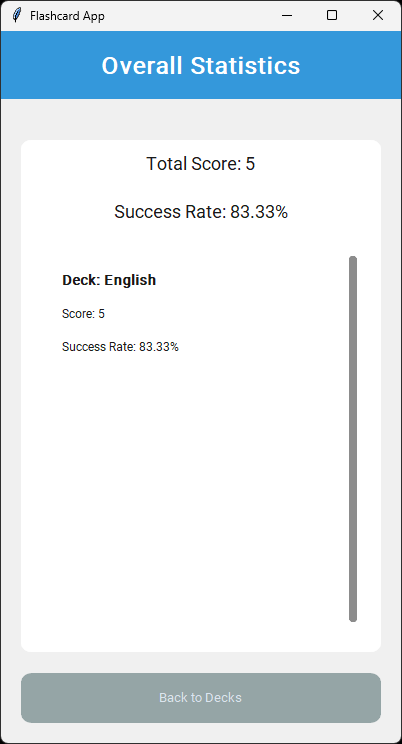 Flashcard App
Overall Statistics
Total Score: 5
Success Rate: 83.33%
Deck: English
Score: 5
Success Rate: 83.33%
Back to Decks